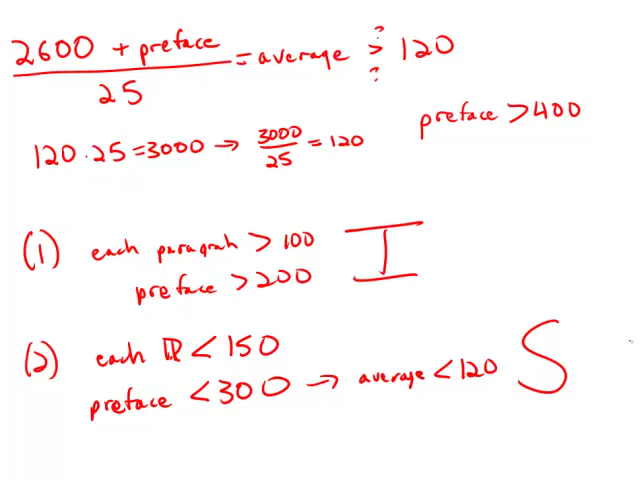 2600 + preface = average ?>? 120
25
120 · 25 = 3000 → 3000/25 = 120
preface > 400
(1) each paragrah > 100
preface > 200
I
(2) each ¶ < 150
preface < 300 → average < 120
S